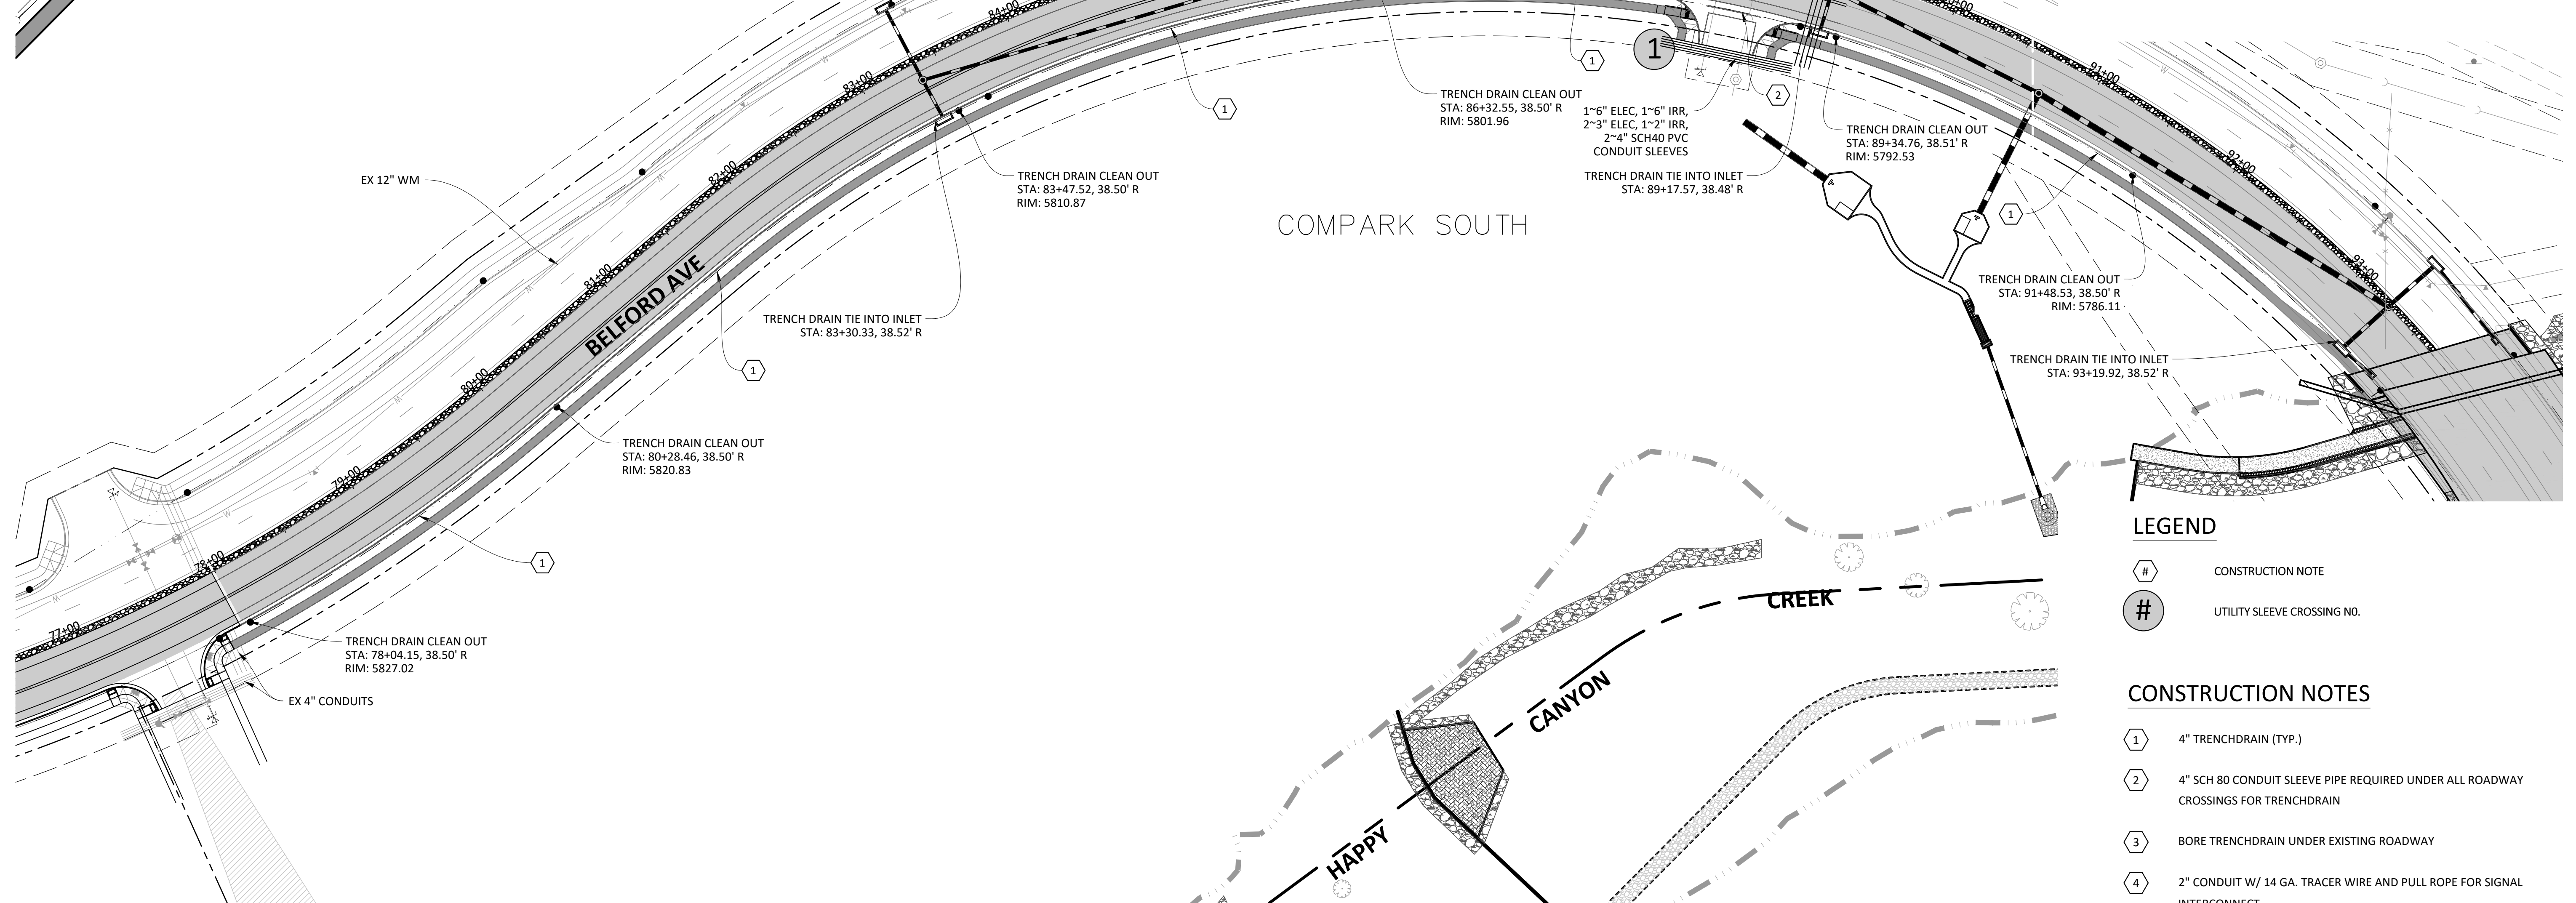 84+00
83+00
82+00
81+00
80+00
79+00
78+00
77+00
91+00
92+00
93+00
EX 12" WM
W
W
W
W
W
W
W
BELFORD AVE
1
1
1
1
1
1
2
TRENCH DRAIN CLEAN OUT
STA: 86+32.55, 38.50' R
RIM: 5801.96
1~6" ELEC, 1~6" IRR,
2~3" ELEC, 1~2" IRR,
2~4" SCH40 PVC
CONDUIT SLEEVES
TRENCH DRAIN TIE INTO INLET
STA: 89+17.57, 38.48' R
TRENCH DRAIN CLEAN OUT
STA: 89+34.76, 38.51' R
RIM: 5792.53
TRENCH DRAIN CLEAN OUT
STA: 83+47.52, 38.50' R
RIM: 5810.87
COMPARK SOUTH
TRENCH DRAIN CLEAN OUT
STA: 91+48.53, 38.50' R
RIM: 5786.11
TRENCH DRAIN TIE INTO INLET
STA: 83+30.33, 38.52' R
TRENCH DRAIN TIE INTO INLET
STA: 93+19.92, 38.52' R
TRENCH DRAIN CLEAN OUT
STA: 80+28.46, 38.50' R
RIM: 5820.83
TRENCH DRAIN CLEAN OUT
STA: 78+04.15, 38.50' R
RIM: 5827.02
EX 4" CONDUITS
HAPPY
CANYON
CREEK
LEGEND
# CONSTRUCTION NOTE
# UTILITY SLEEVE CROSSING N0.
CONSTRUCTION NOTES
1 4" TRENCHDRAIN (TYP.)
2 4" SCH 80 CONDUIT SLEEVE PIPE REQUIRED UNDER ALL ROADWAY
CROSSINGS FOR TRENCHDRAIN
3 BORE TRENCHDRAIN UNDER EXISTING ROADWAY
4 2" CONDUIT W/ 14 GA. TRACER WIRE AND PULL ROPE FOR SIGNAL
INTERCONNECT